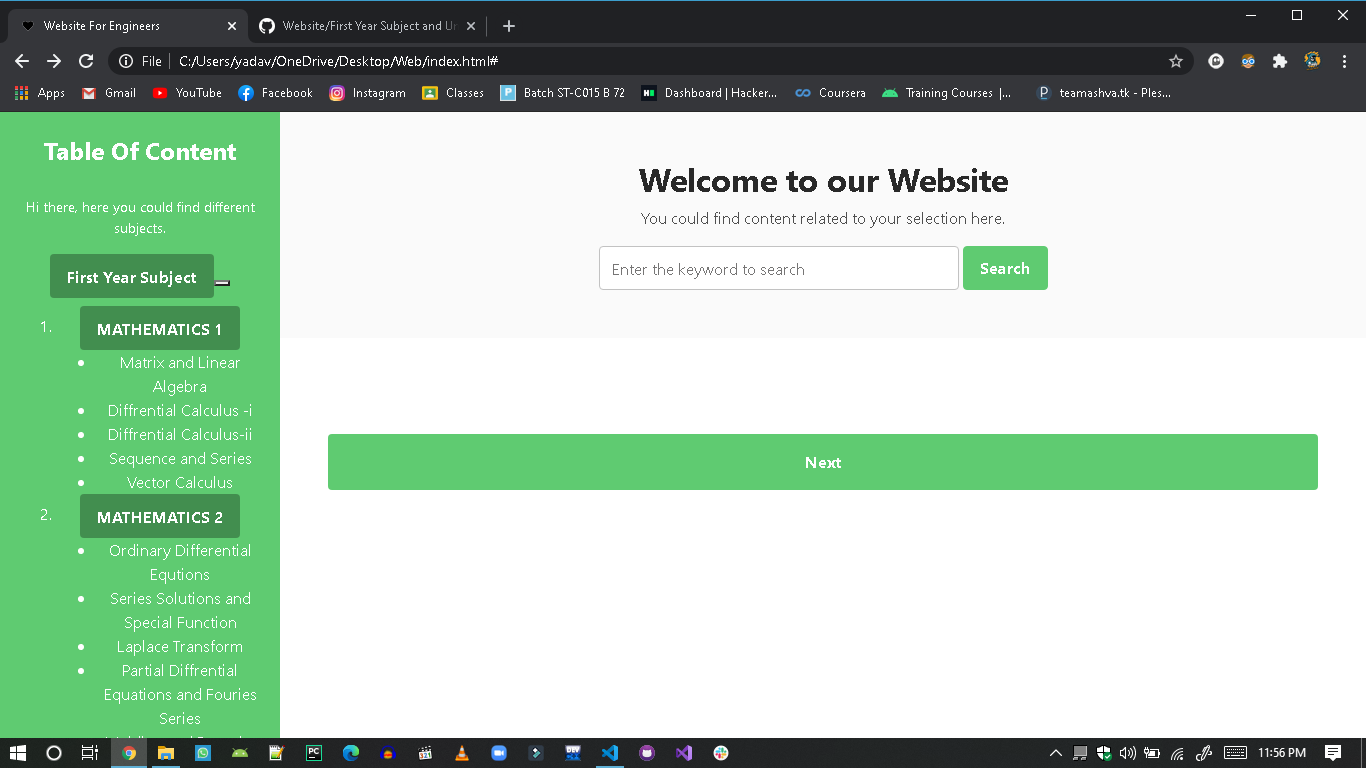 Website For Engineers
Website/First Year Subject and Un
File
C:/Users/yadav/OneDrive/Desktop/Web/index.html#
Apps
Gmail
YouTube
Facebook
Instagram
Classes
Batch ST-C015 B 72
Dashboard | Hacker...
Coursera
Training Courses |...
teamashva.tk - Ples...
Table Of Content
Hi there, here you could find different
subjects.
First Year Subject
1.
MATHEMATICS 1
Matrix and Linear
Algebra
Diffrential Calculus -i
Diffrential Calculus-ii
Sequence and Series
Vector Calculus
2.
MATHEMATICS 2
Ordinary Differential
Equtions
Series Solutions and
Special Function
Laplace Transform
Partial Diffrential
Equations and Fouries
Series
Welcome to our Website
You could find content related to your selection here.
Enter the keyword to search
Search
Next
11:56 PM